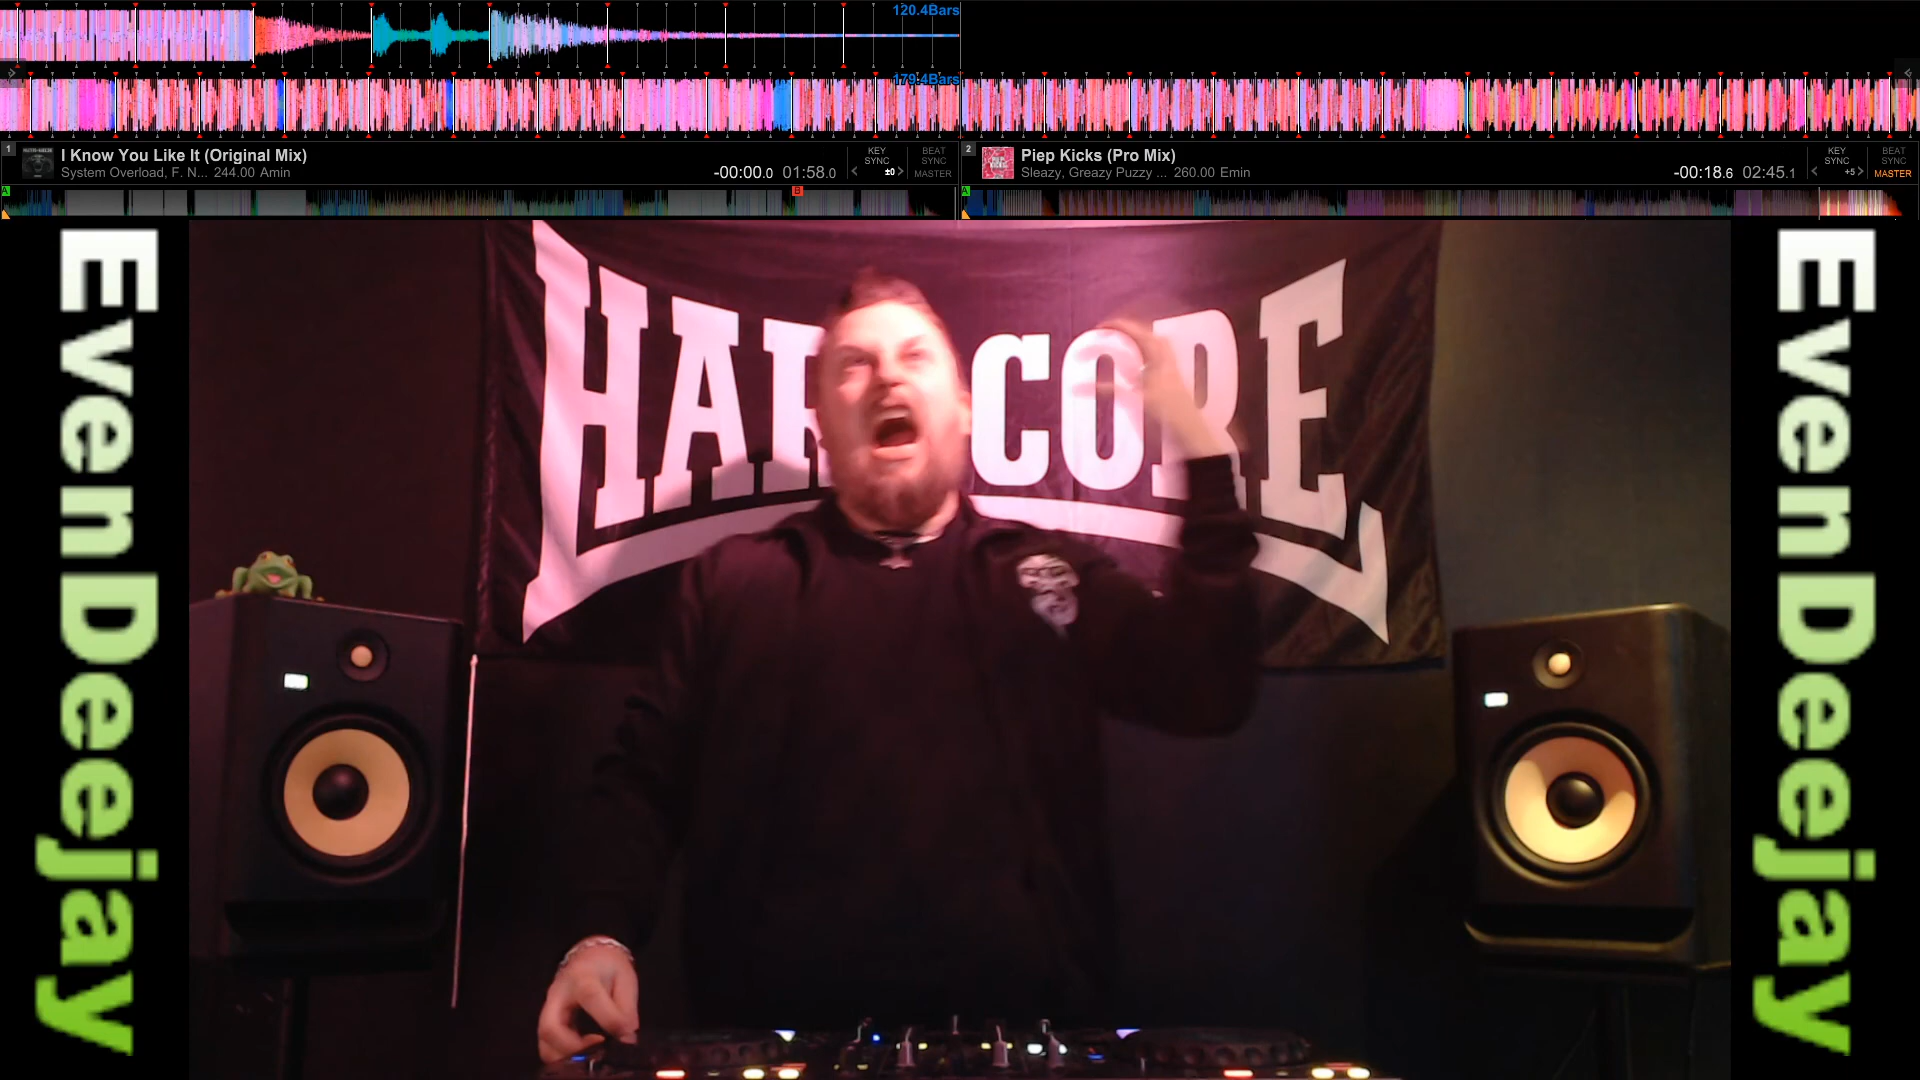 120.4Bars
179.4Bars
1
I Know You Like It (Original Mix)
System Overload, F. N... 244.00 Amin
-00:00.0 01:58.0
KEY SYNC
±0
BEAT SYNC
MASTER
2
Piep Kicks (Pro Mix)
Sleazy, Greazy Puzzy ... 260.00 Emin
-00:18.6 02:45.1
KEY SYNC
+5
BEAT SYNC
MASTER
A
B
A
EvenDeejay
HARDCORE
EvenDeejay